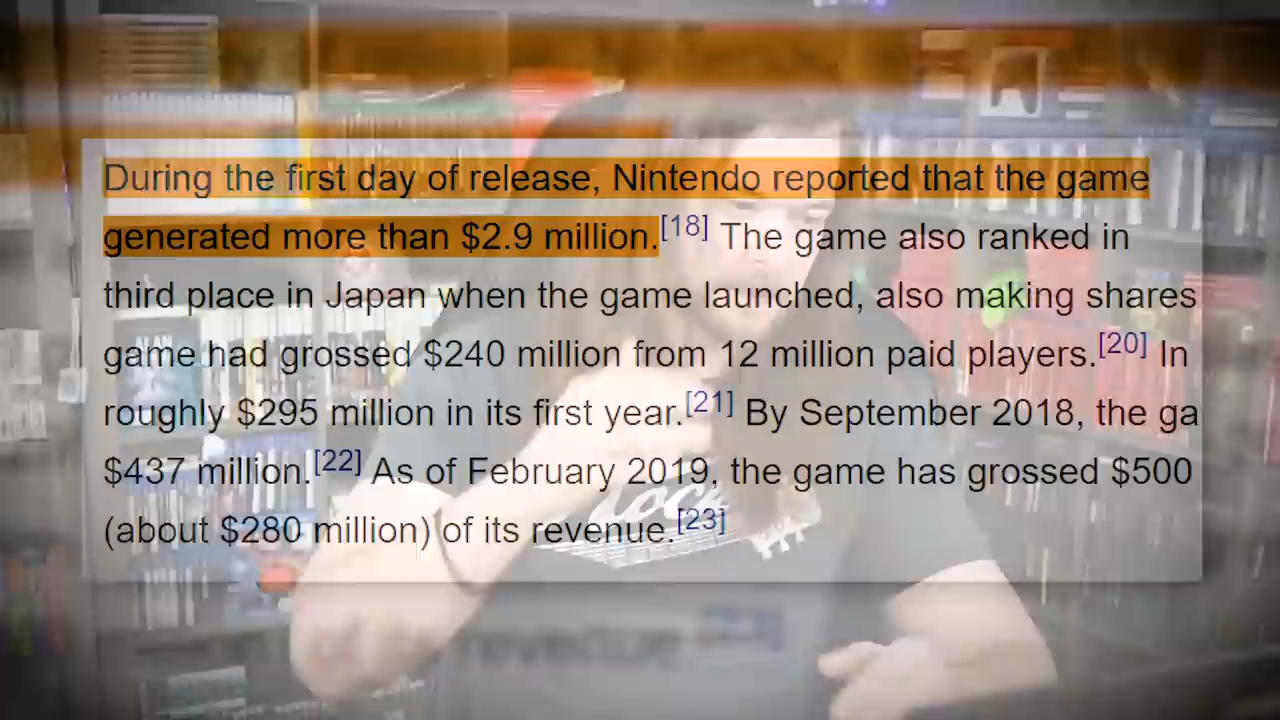 During the first day of release, Nintendo reported that the game
generated more than $2.9 million.[18] The game also ranked in
third place in Japan when the game launched, also making shares
game had grossed $240 million from 12 million paid players.[20] In
roughly $295 million in its first year.[21] By September 2018, the ga
$437 million.[22] As of February 2019, the game has grossed $500
(about $280 million) of its revenue.[23]
revenue.